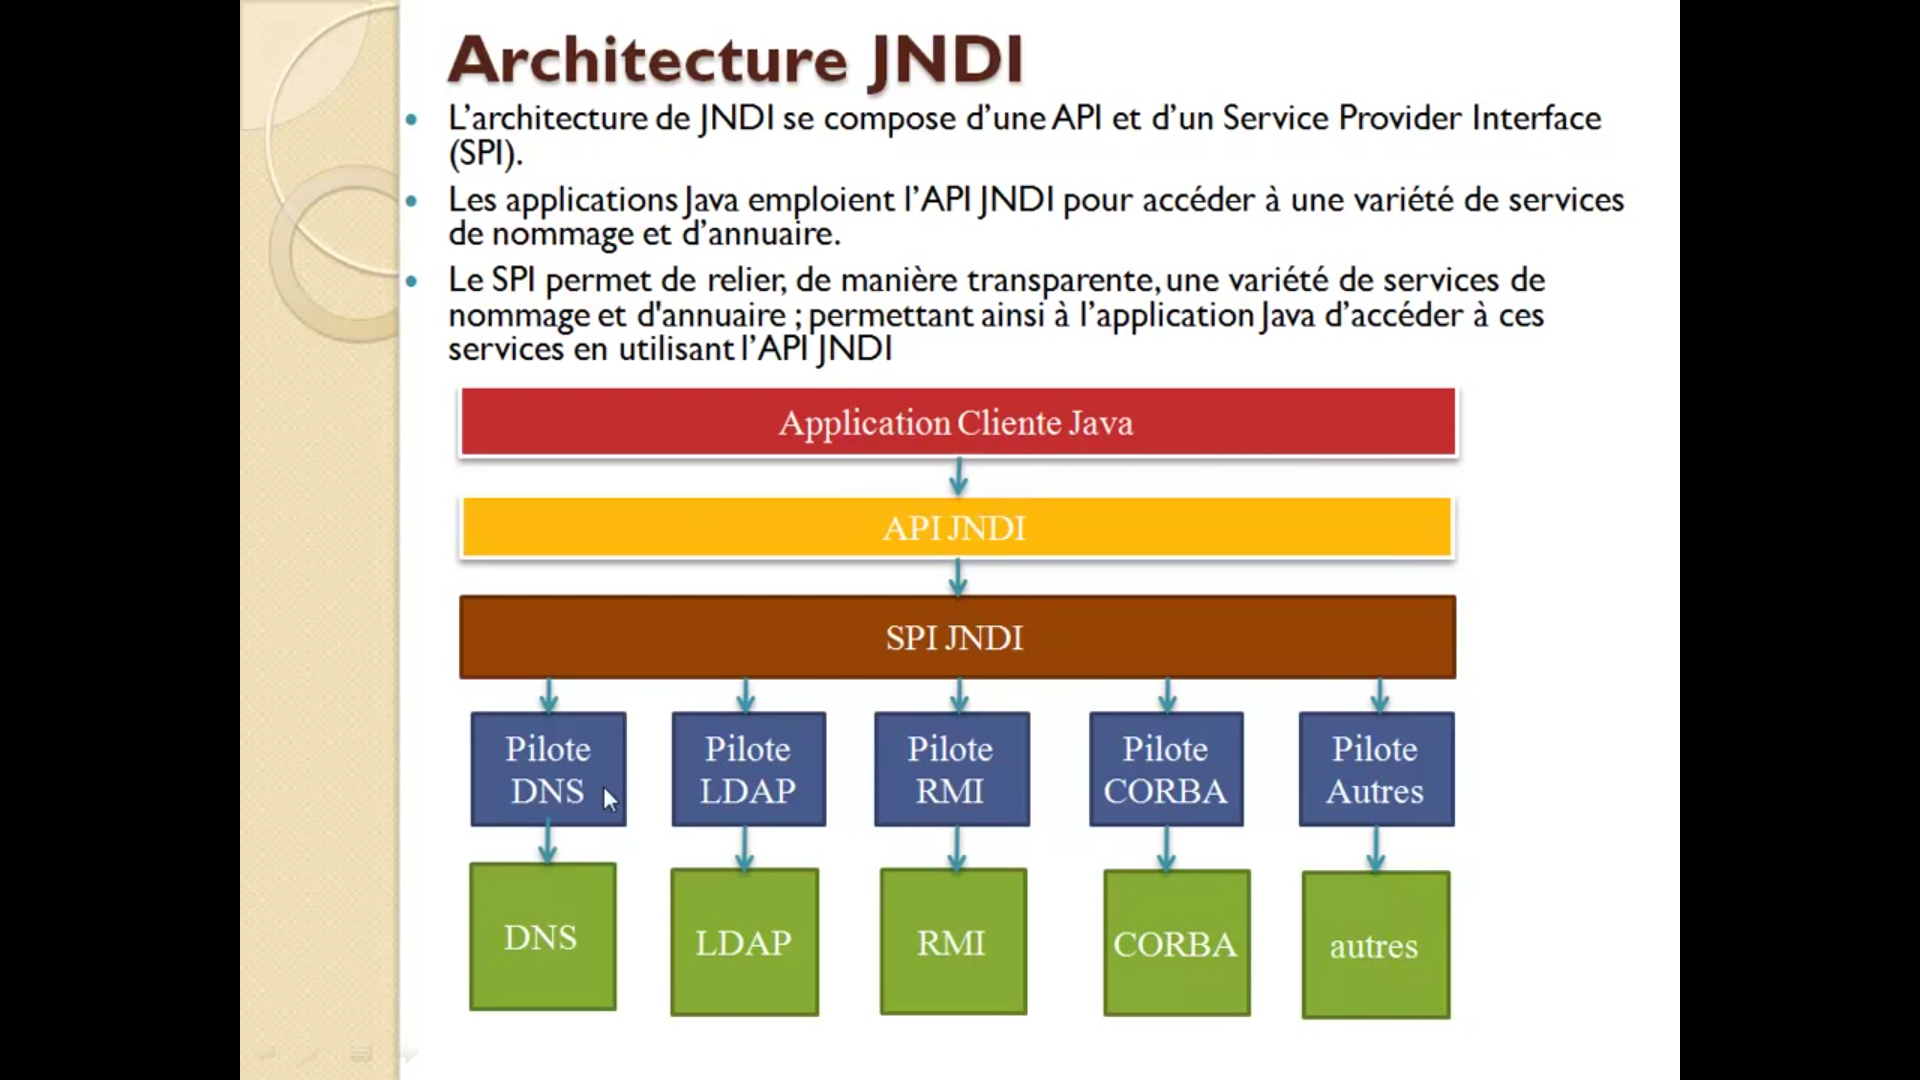 Architecture JNDI
L’architecture de JNDI se compose d’une API et d’un Service Provider Interface
(SPI).
Les applications Java emploient l’API JNDI pour accéder à une variété de services
de nommage et d’annuaire.
Le SPI permet de relier, de manière transparente, une variété de services de
nommage et d'annuaire ; permettant ainsi à l’application Java d’accéder à ces
services en utilisant l’API JNDI
Application Cliente Java
API JNDI
SPI JNDI
Pilote
DNS
Pilote
LDAP
Pilote
RMI
Pilote
CORBA
Pilote
Autres
DNS
LDAP
RMI
CORBA
autres